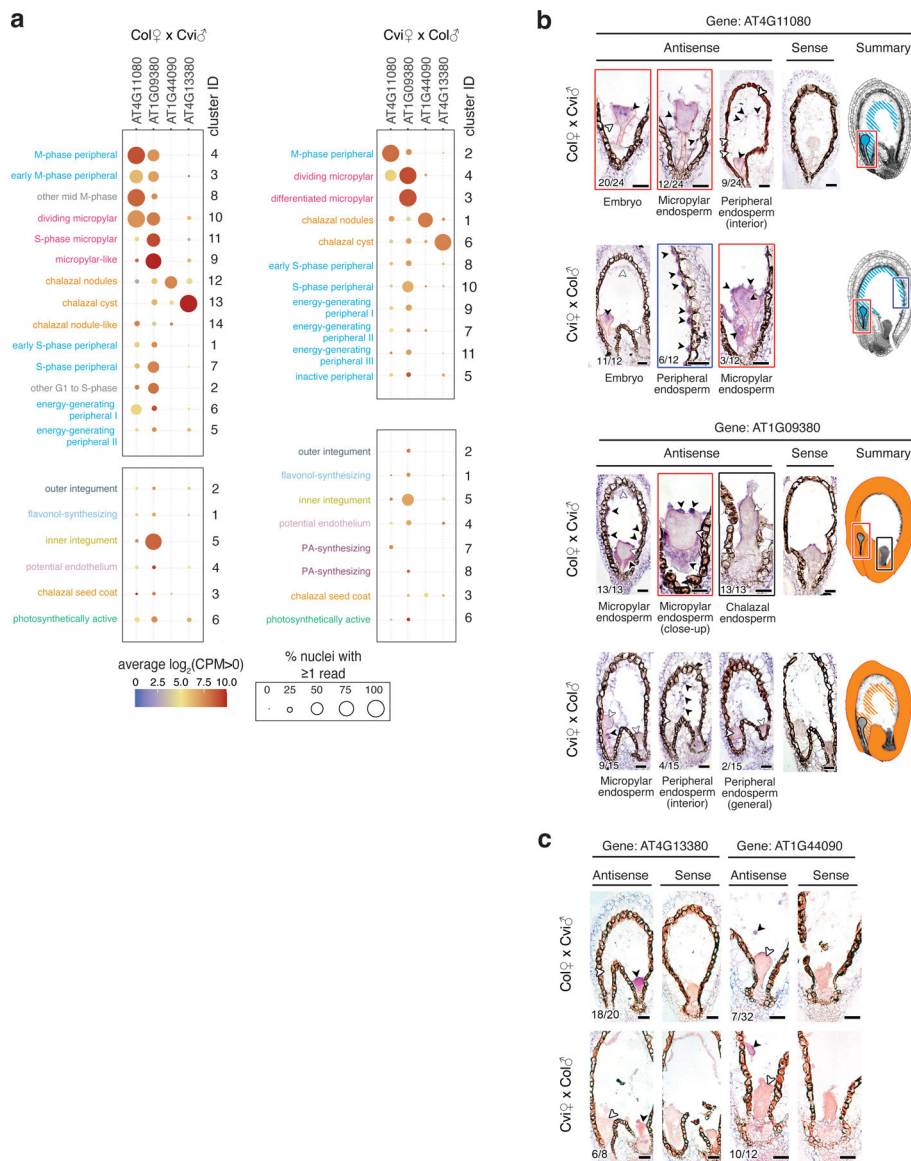 a
Col♀ x Cvi♂
AT4G11080
AT1G09380
AT1G44090
AT4G13380
cluster ID
M-phase peripheral 4
early M-phase peripheral 3
other mid M-phase 8
dividing micropylar 10
S-phase micropylar 11
micropylar-like 9
chalazal nodules 12
chalazal cyst 13
chalazal nodule-like 14
early S-phase peripheral 1
S-phase peripheral 7
other G1 to S-phase 2
energy-generating
peripheral I 6
energy-generating
peripheral II 5
outer integument 2
flavonol-synthesizing 1
inner integument 5
potential endothelium 4
chalazal seed coat 3
photosynthetically active 6
Cvi♀ x Col♂
AT4G11080
AT1G09380
AT1G44090
AT4G13380
cluster ID
M-phase peripheral 2
dividing micropylar 4
differentiated micropylar 3
chalazal nodules 1
chalazal cyst 6
early S-phase peripheral 8
S-phase peripheral 10
energy-generating
peripheral I 9
energy-generating
peripheral II 7
energy-generating
peripheral III 11
inactive peripheral 5
outer integument 2
flavonol-synthesizing 1
inner integument 5
potential endothelium 4
PA-synthesizing 7
PA-synthesizing 8
chalazal seed coat 3
photosynthetically active 6
average log2(CPM>0)
0 2.5 5.0 7.5 10.0
% nuclei with
≥1 read
0 25 50 75 100
b
Gene: AT4G11080
Antisense Sense Summary
Col♀ x Cvi♂
20/24 12/24 9/24
Embryo Micropylar
endosperm
Peripheral
endosperm
(interior)
Cvi♀ x Col♂
11/12 6/12 3/12
Embryo Peripheral
endosperm
Micropylar
endosperm
Gene: AT1G09380
Antisense Sense Summary
Col♀ x Cvi♂
13/13 13/13
Micropylar
endosperm
Micropylar
endosperm
(close-up)
Chalazal
endosperm
Cvi♀ x Col♂
9/15 4/15 2/15
Micropylar
endosperm
Peripheral
endosperm
(interior)
Peripheral
endosperm
(general)
c
Gene: AT4G13380 Gene: AT1G44090
Antisense Sense Antisense Sense
Col♀ x Cvi♂
18/20 7/32
Cvi♀ x Col♂
6/8 10/12